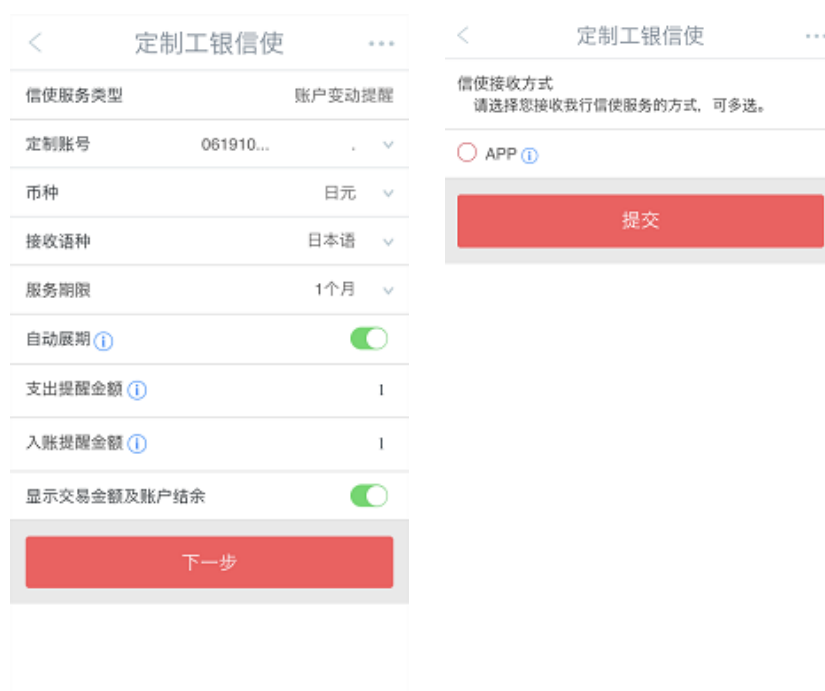 定制工银信使
信使服务类型 账户变动提醒
定制账号 061910... .
币种 日元
接收语种 日本语
服务期限 1个月
自动展期
支出提醒金额 1
入账提醒金额 1
显示交易金额及账户结余
下一步
定制工银信使
信使接收方式
请选择您接收我行信使服务的方式，可多选。
APP
提交